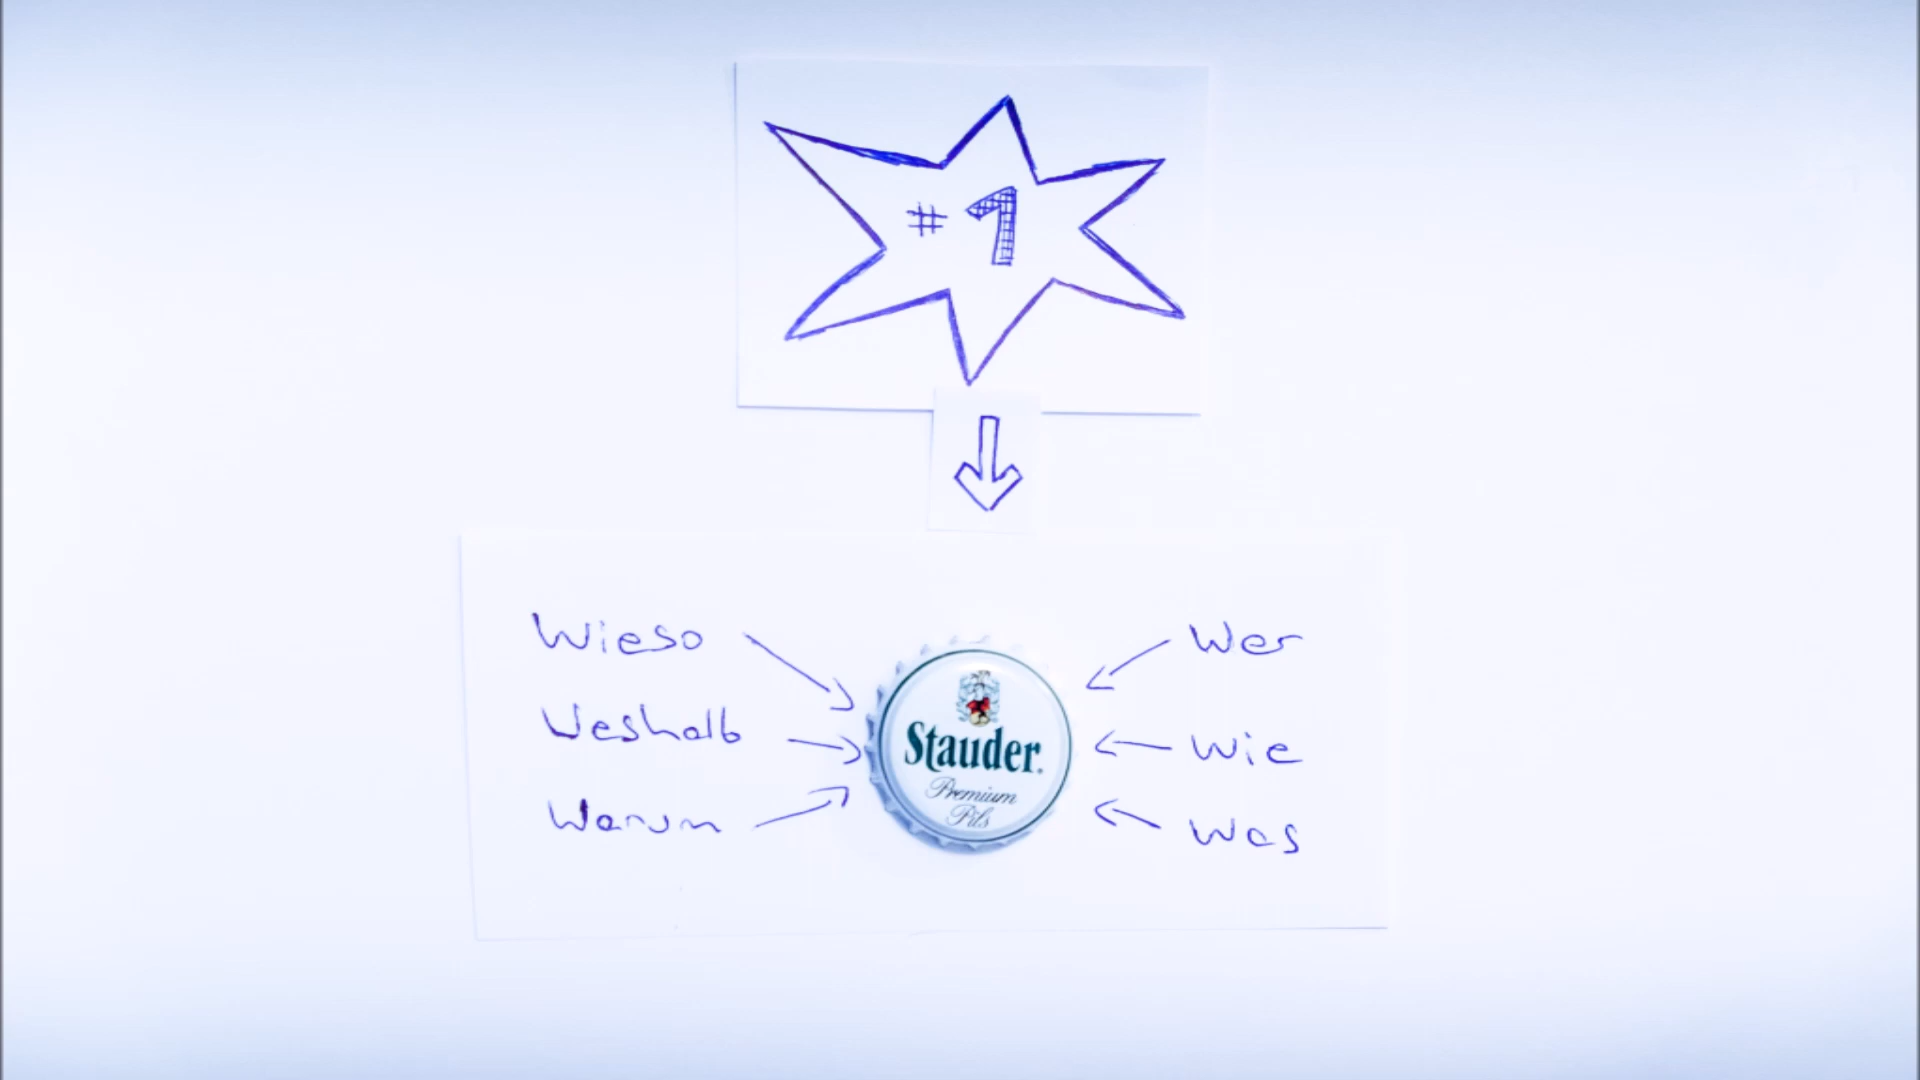 # 1
Wieso
Weshalb
Warum
Stauder
Premium
Pils
Wer
Wie
Was